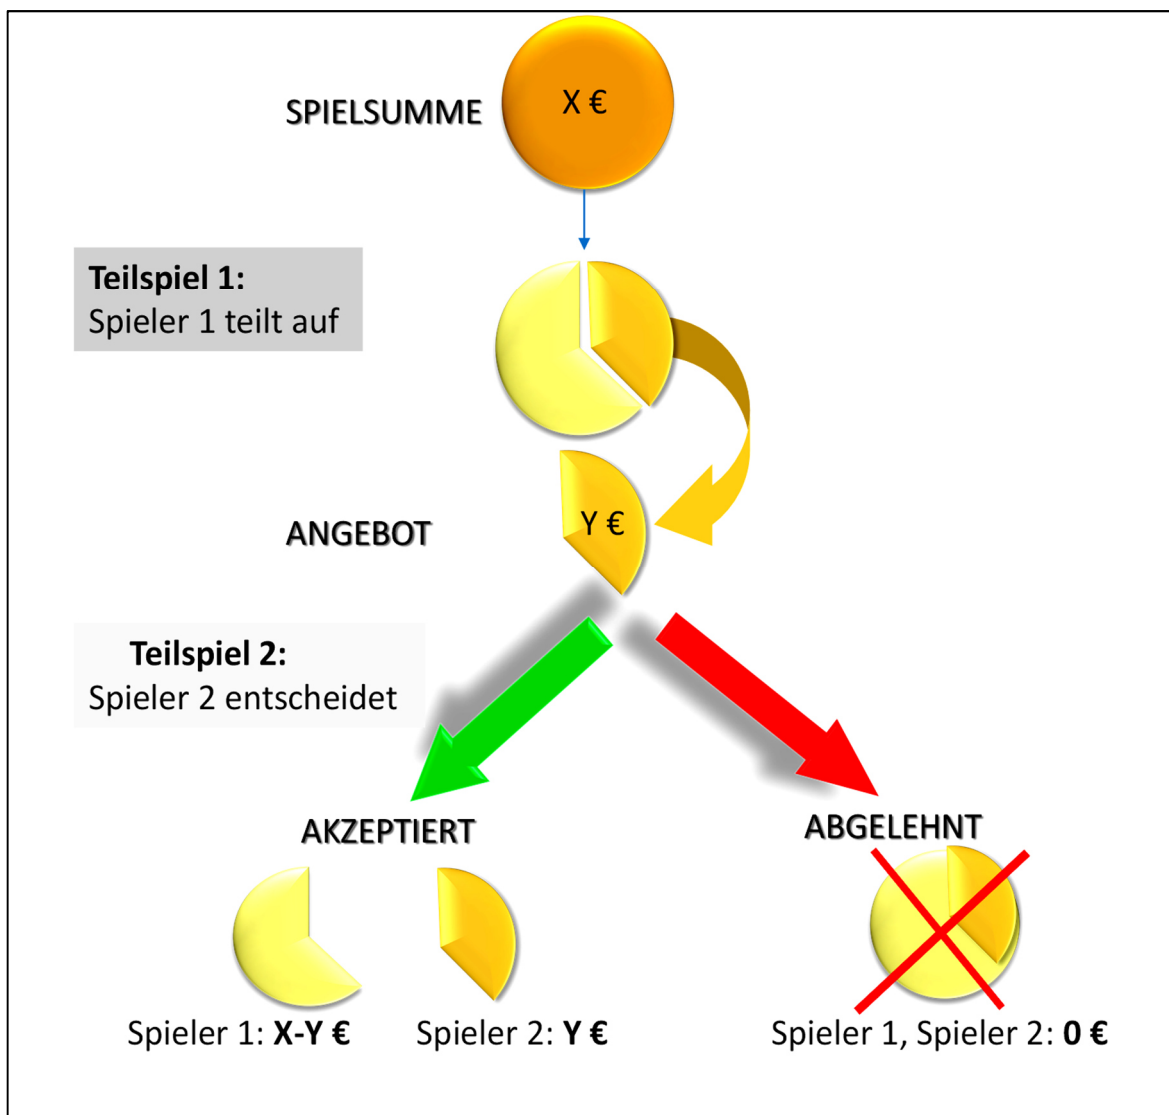 SPIELSUMME
X €
Teilspiel 1:
Spieler 1 teilt auf
ANGEBOT
Y €
Teilspiel 2:
Spieler 2 entscheidet
AKZEPTIERT
ABGELEHNT
Spieler 1: X-Y €
Spieler 2: Y €
Spieler 1, Spieler 2: 0 €